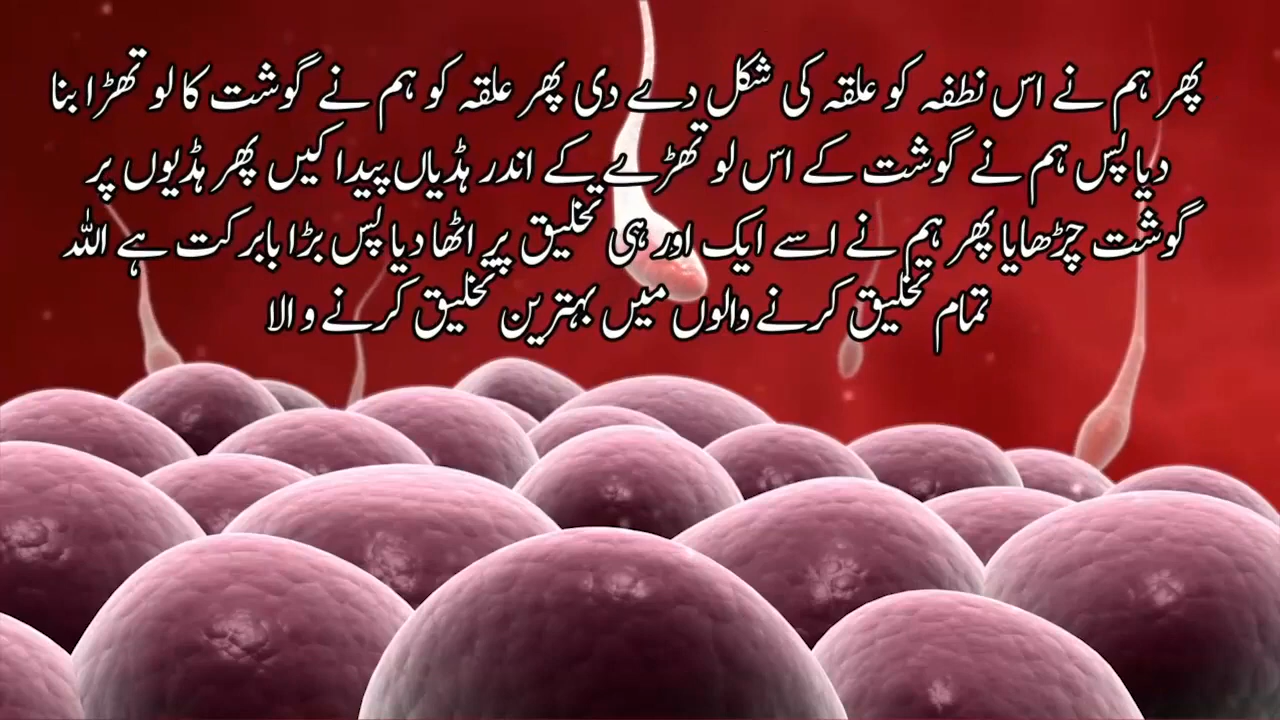 پھر ہم نے اس نطفہ کو علقہ کی شکل دے دی پھر علقہ کو ہم نے گوشت کا لوتھڑا بنا
دیا پس ہم نے گوشت کے اس لوتھڑے کے اندر ہڈیاں پیدا کیں پھر ہڈیوں پر
گوشت چڑھایا پھر ہم نے اسے ایک اور ہی تخلیق پر اٹھا دیا پس بڑا بابرکت ہے اللہ
تمام تخلیق کرنے والوں میں بہترین تخلیق کرنے والا